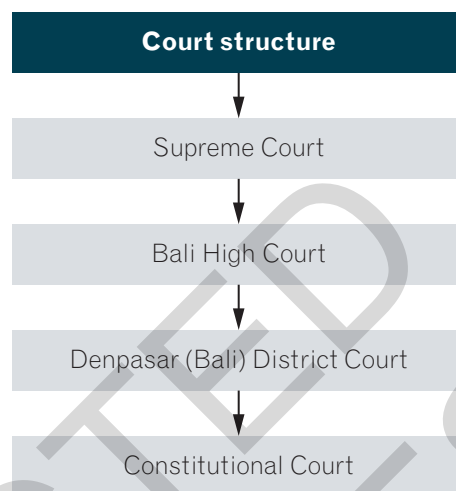 Court structure
Supreme Court
Bali High Court
Denpasar (Bali) District Court
Constitutional Court